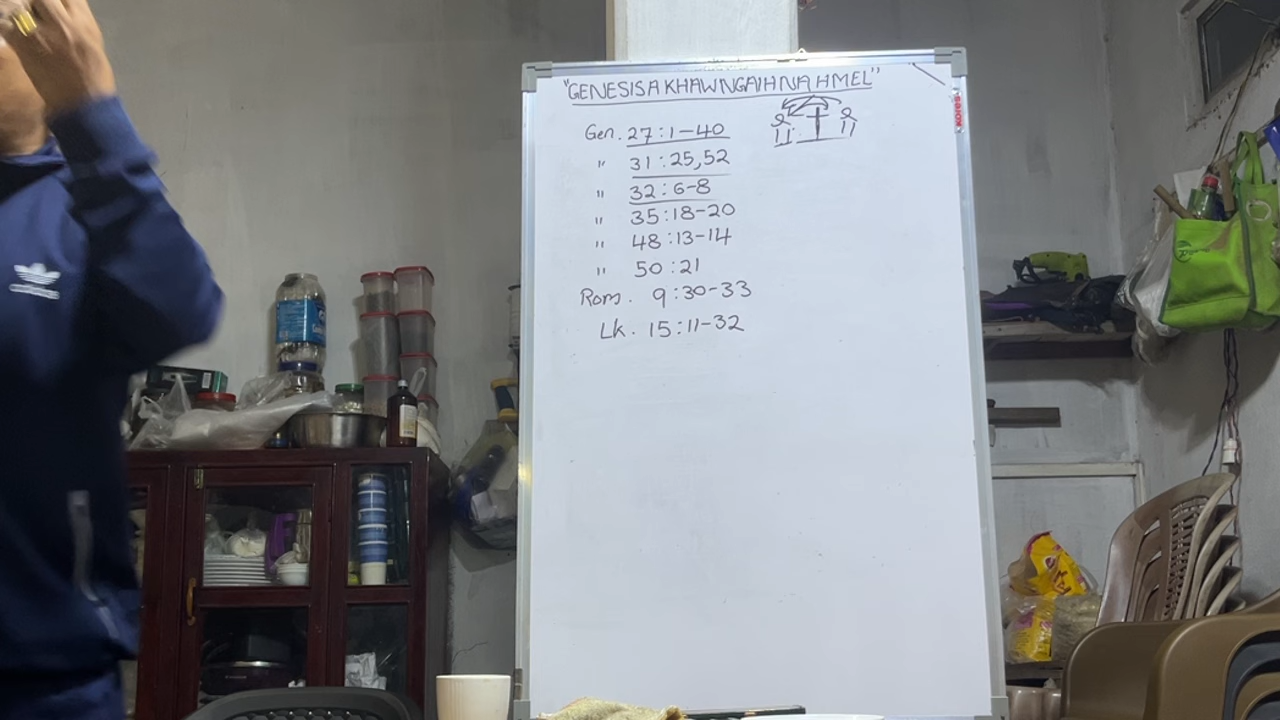 "GENESIS A KHAWNGAIHNA HMEL"
Gen. 27:1-40
" 31:25,52
" 32:6-8
" 35:18-20
" 48:13-14
" 50:21
Rom. 9:30-33
Lk. 15:11-32